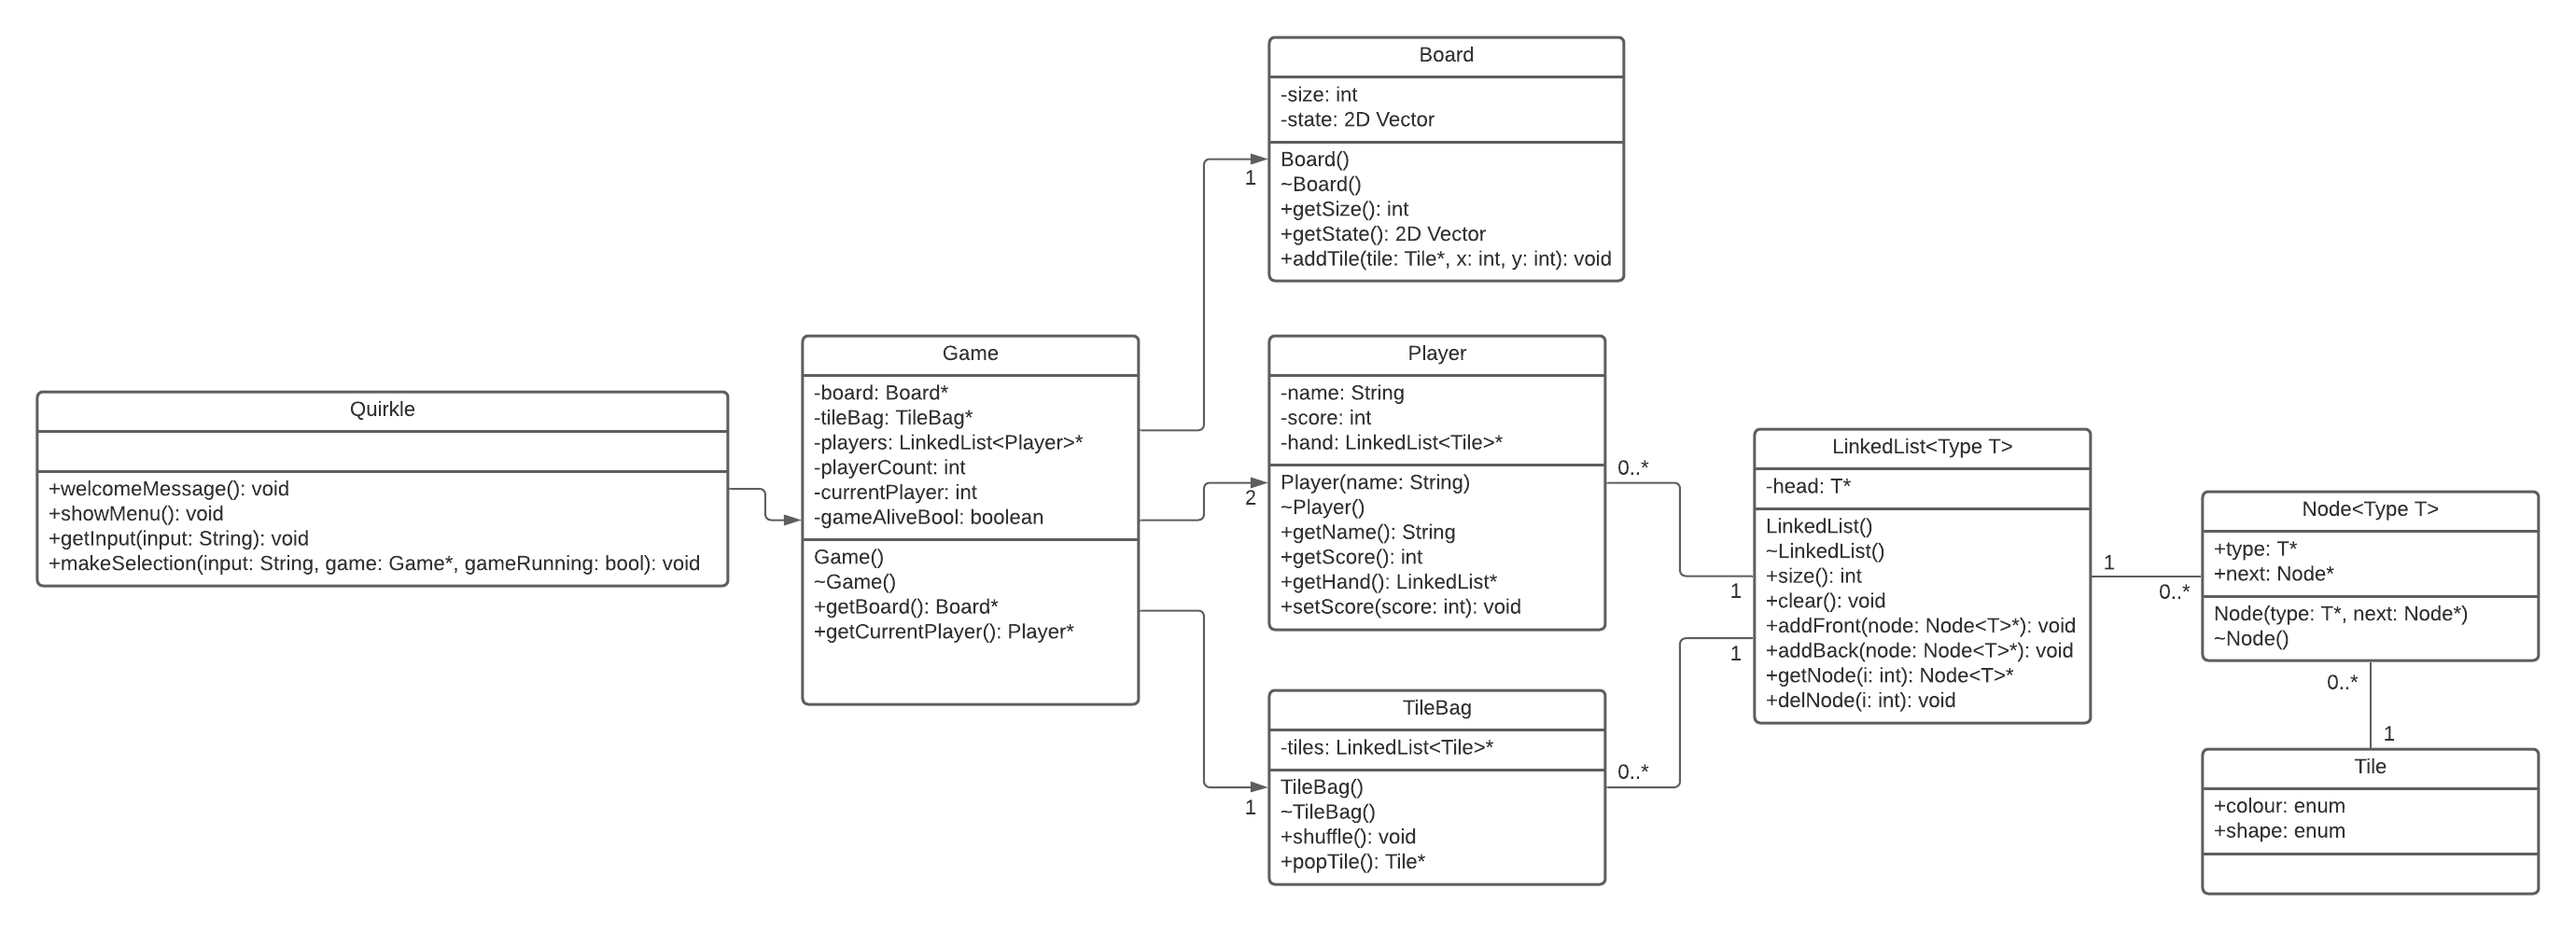 Board
-size: int
-state: 2D Vector
Board()
~Board()
+getSize(): int
+getState(): 2D Vector
+addTile(tile: Tile*, x: int, y: int): void
1
Quirkle
+welcomeMessage(): void
+showMenu(): void
+getInput(input: String): void
+makeSelection(input: String, game: Game*, gameRunning: bool): void
Game
-board: Board*
-tileBag: TileBag*
-players: LinkedList<Player>*
-playerCount: int
-currentPlayer: int
-gameAliveBool: boolean
Game()
~Game()
+getBoard(): Board*
+getCurrentPlayer(): Player*
2
Player
-name: String
-score: int
-hand: LinkedList<Tile>*
Player(name: String)
~Player()
+getName(): String
+getScore(): int
+getHand(): LinkedList*
+setScore(score: int): void
0..*
1
1
TileBag
-tiles: LinkedList<Tile>*
TileBag()
~TileBag()
+shuffle(): void
+popTile(): Tile*
0..*
1
LinkedList<Type T>
-head: T*
LinkedList()
~LinkedList()
+size(): int
+clear(): void
+addFront(node: Node<T>*): void
+addBack(node: Node<T>*): void
+getNode(i: int): Node<T>*
+delNode(i: int): void
1
0..*
Node<Type T>
+type: T*
+next: Node*
Node(type: T*, next: Node*)
~Node()
0..*
1
Tile
+colour: enum
+shape: enum